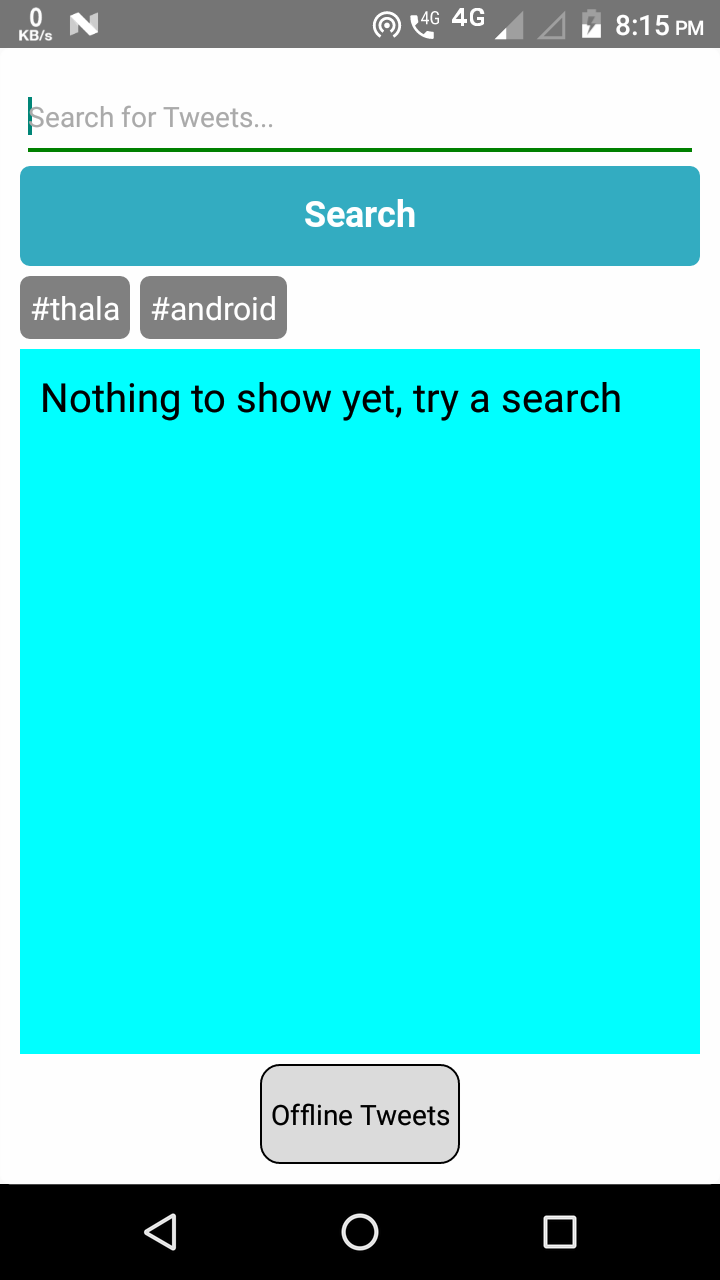 0
KB/s
4G 4G 8:15 PM
Search for Tweets...
Search
#thala #android
Nothing to show yet, try a search
Offline Tweets